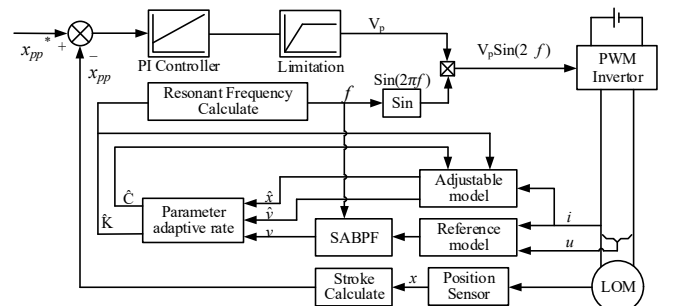 V_p
x_pp* +
−
x_pp
PI Controller
Limitation
V_pSin(2 f)
PWM
Invertor
Sin(2πf)
Resonant Frequency
Calculate
f
Sin
Ĉ
K̂
Parameter
adaptive rate
x̂
v̂
v
Adjustable
model
SABPF
Reference
model
i
u
Stroke
Calculate
x
Position
Sensor
LOM